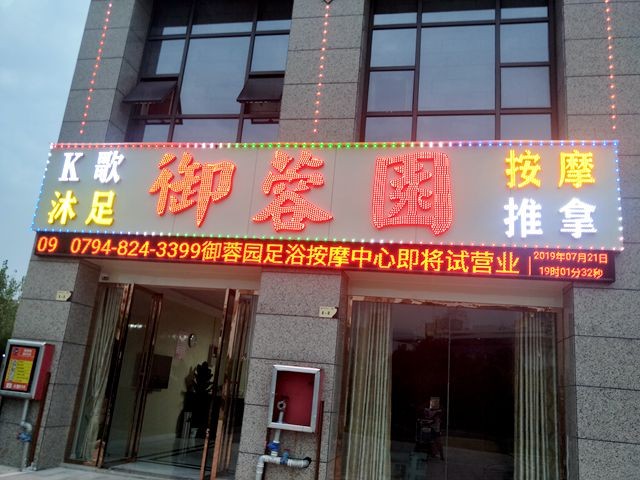 K歌
沐足
御蓉園
按摩
推拿
09 0794-824-3399御蓉园足浴按摩中心即将试营业
2019年07月21日
19时01分32秒